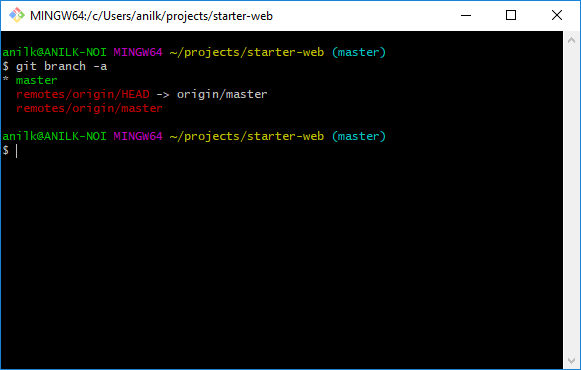 MINGW64:/c/Users/anilk/projects/starter-web
anilk@ANILK-NOI MINGW64 ~/projects/starter-web (master)
$ git branch -a
* master
  remotes/origin/HEAD -> origin/master
  remotes/origin/master
anilk@ANILK-NOI MINGW64 ~/projects/starter-web (master)
$